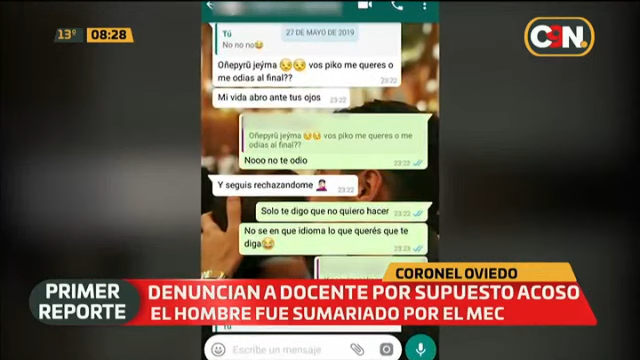 13°
08:28
C9N.
27 DE MAYO DE 2019
Tú
No no no😂
Oñepyrũ jeýma 😒😒 vos piko me queres o
me odias al final??
23:22
Mi vida abro ante tus ojos
23:22
Oñepyrũ jeýma 😒😒 vos piko me queres o me
odias al final??
Nooo no te odio
23:22
Y seguis rechazandome 🤦🏻‍♀️
23:22
Solo te digo que no quiero hacer
23:22
No se en que idioma lo que querés que te
diga😂
23:23
Tú
Escribe un mensaje
CORONEL OVIEDO
PRIMER
REPORTE
DENUNCIAN A DOCENTE POR SUPUESTO ACOSO
EL HOMBRE FUE SUMARIADO POR EL MEC